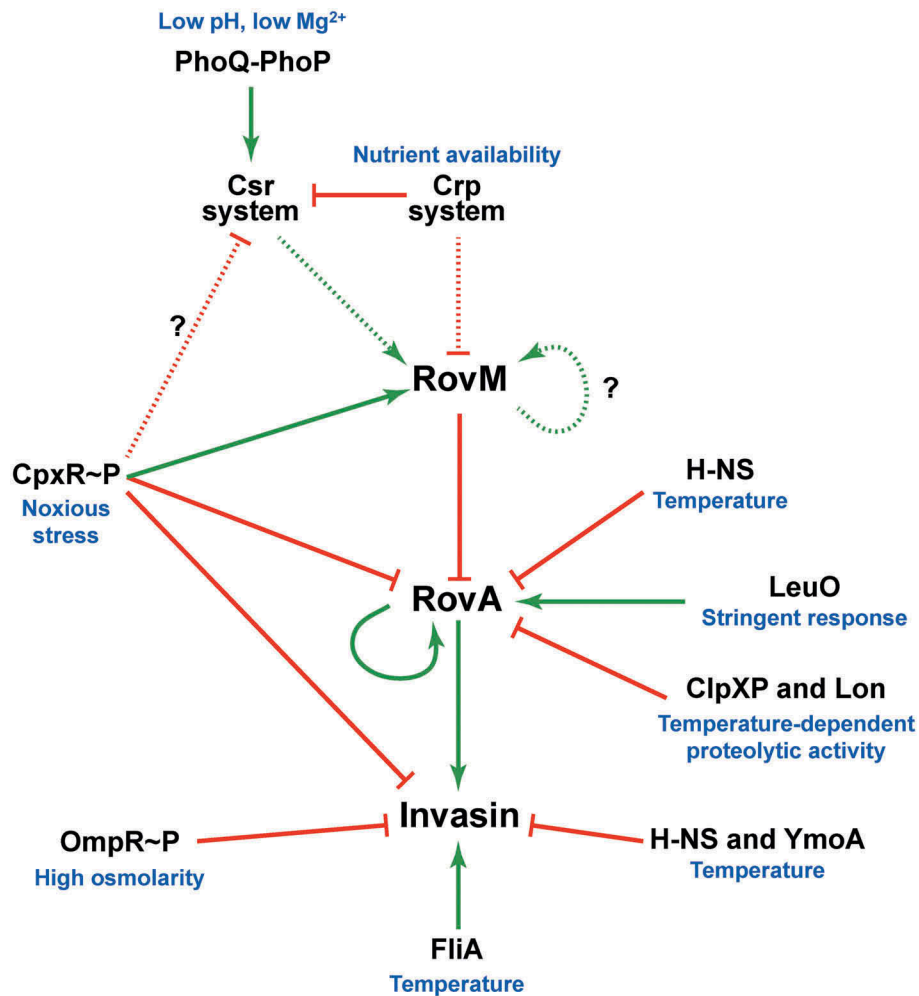 Low pH, low Mg²⁺
PhoQ-PhoP
Nutrient availability
Csr
system
Crp
system
?
RovM
?
CpxR~P
Noxious
stress
H-NS
Temperature
RovA
LeuO
Stringent response
ClpXP and Lon
Temperature-dependent
proteolytic activity
Invasin
OmpR~P
High osmolarity
H-NS and YmoA
Temperature
FliA
Temperature